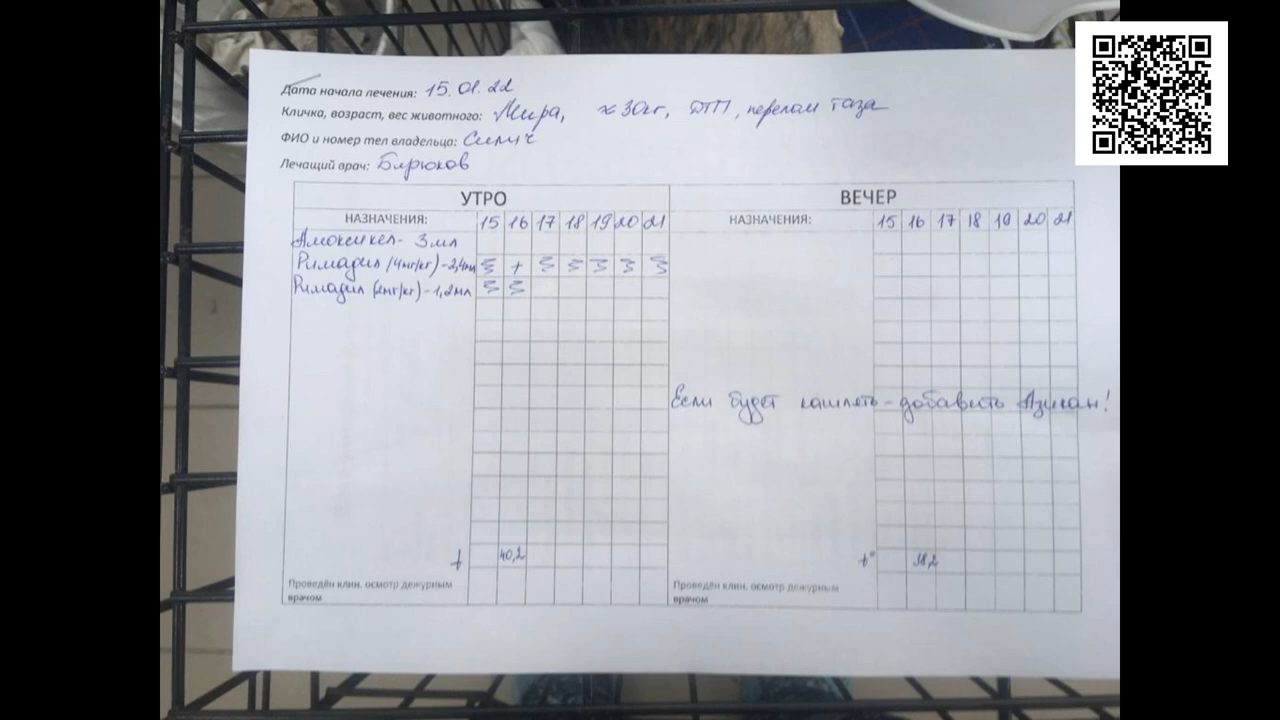 Дата начала лечения: 15.01.22
Кличка, возраст, вес животного: Мира, ≈ 30кг, ДТП, перелом таза
ФИО и номер тел владельца: Силич
Лечащий врач: Бирюков
УТРО ВЕЧЕР
НАЗНАЧЕНИЯ: 15 16 17 18 19 20 21 НАЗНАЧЕНИЯ: 15 16 17 18 19 20 21
Амоксикел- 3мл
Римадил (4мг/кг)-2,4мл +
Римадил (2мг/кг)-1,2мл
Если будет кашлять - добавить Азикан!
t 40,2 t° 38,2
Проведён клин. осмотр дежурным врачом
Проведён клин. осмотр дежурным врачом